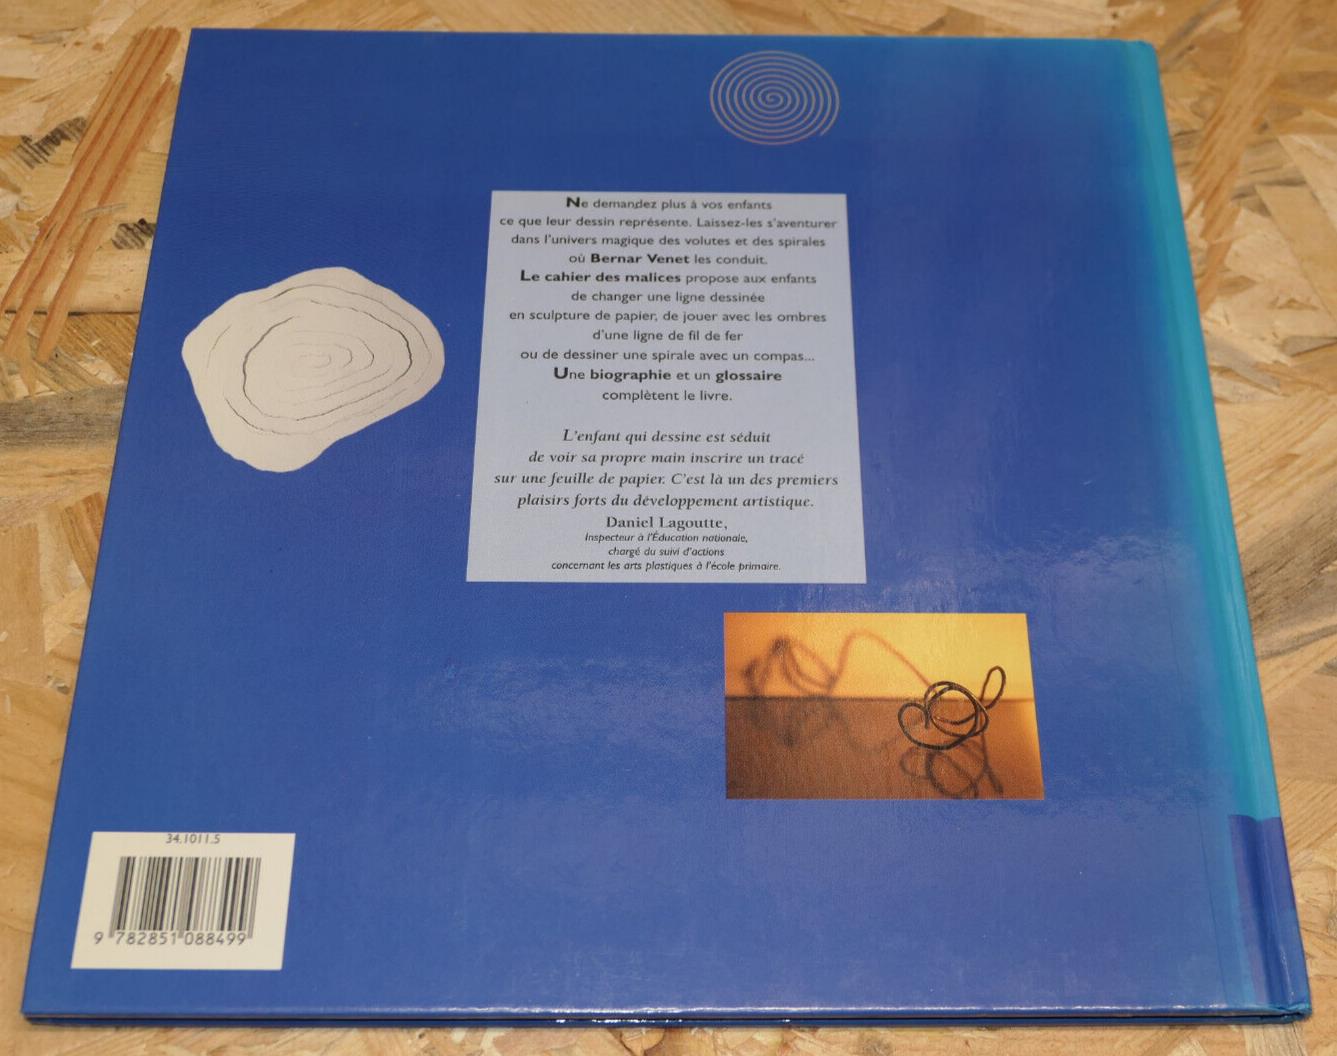 Ne demandez plus à vos enfants
ce que leur dessin représente. Laissez-les s'aventurer
dans l'univers magique des volutes et des spirales
où Bernar Venet les conduit.
Le cahier des malices propose aux enfants
de changer une ligne dessinée
en sculpture de papier, de jouer avec les ombres
d'une ligne de fil de fer
ou de dessiner une spirale avec un compas...
Une biographie et un glossaire
complètent le livre.
L'enfant qui dessine est séduit
de voir sa propre main inscrire un tracé
sur une feuille de papier. C'est là un des premiers
plaisirs forts du développement artistique.
Daniel Lagoutte,
Inspecteur à l'Éducation nationale,
chargé du suivi d'actions
concernant les arts plastiques à l'école primaire.
34.1011.5
9 782851 088499